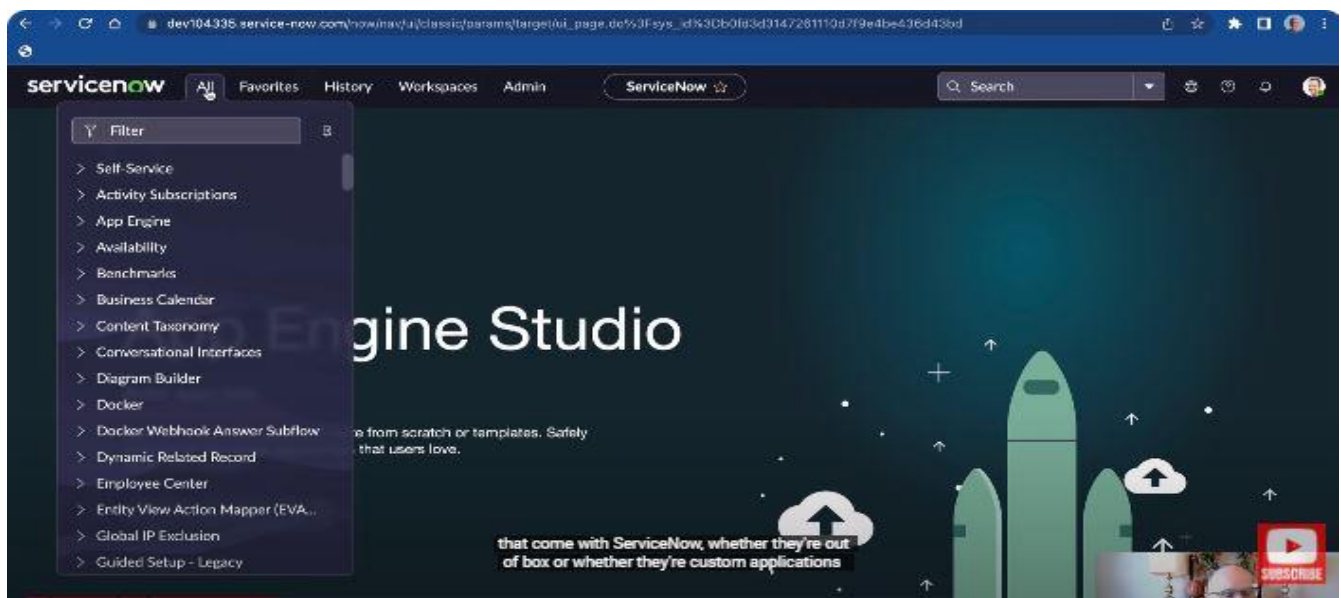 dev104335.service-now.com/now/nav/ui/classic/params/target/ui_page.do%3Fsys_id%3Db0fd3d3147261110d7f9e4be436d43bd
servicenow All Favorites History Workspaces Admin ServiceNow Search
Filter
Self-Service
Activity Subscriptions
App Engine
Availability
Benchmarks
Business Calendar
Content Taxonomy
Conversational Interfaces
gine Studio
Diagram Builder
Docker
Docker Webhook Answer Subflow
e from scratch or templates. Safely
that users love.
Dynamic Related Record
Employee Center
Entity View Action Mapper (EVA...
Global IP Exclusion
Guided Setup - Legacy
that come with ServiceNow, whether they're out
of box or whether they're custom applications
SUBSCRIBE